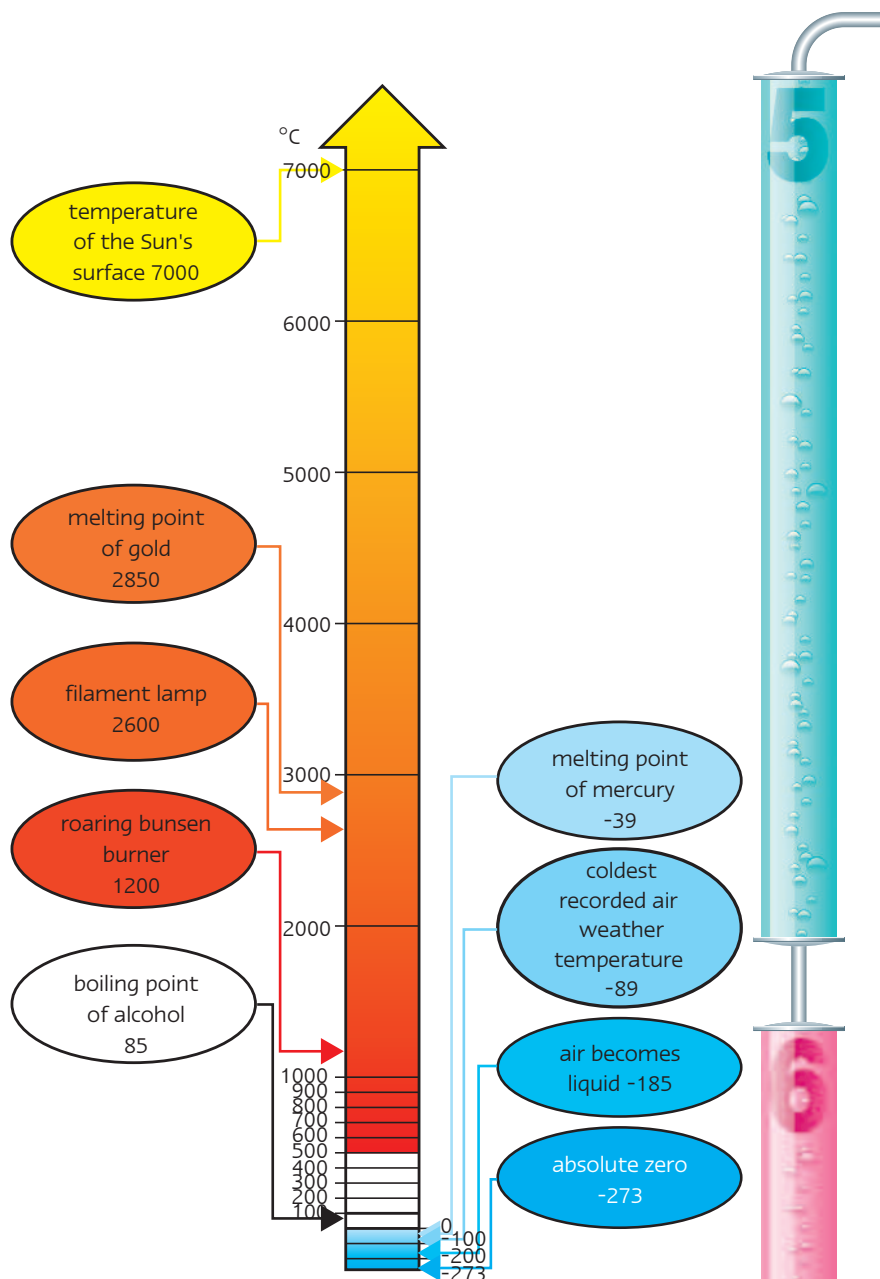 °C
7000
6000
5000
4000
3000
2000
1000
900
800
700
600
500
400
300
200
100
0
-100
-200
-273
temperature
of the Sun's
surface 7000
melting point
of gold
2850
filament lamp
2600
roaring bunsen
burner
1200
boiling point
of alcohol
85
melting point
of mercury
-39
coldest
recorded air
weather
temperature
-89
air becomes
liquid -185
absolute zero
-273
5
6